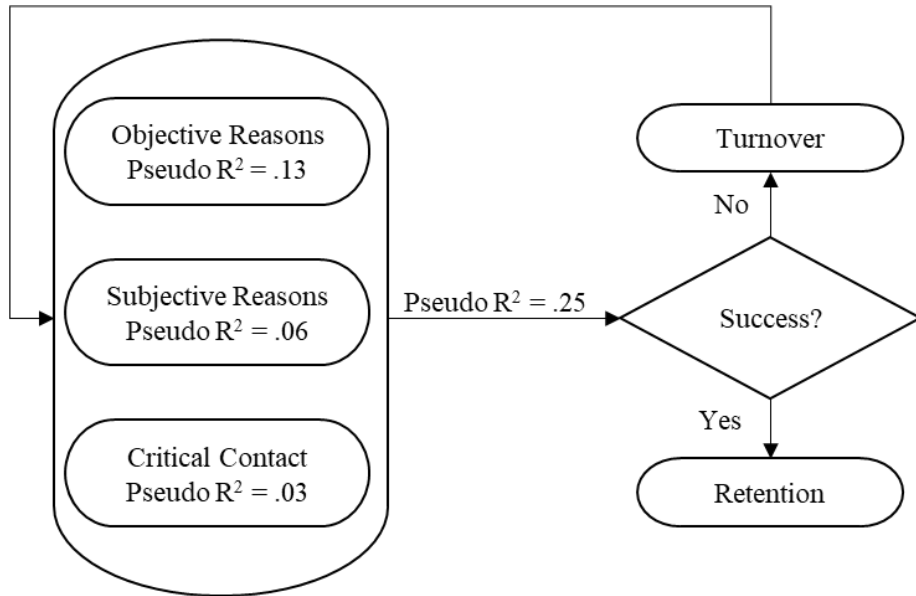 Objective Reasons
Pseudo R² = .13
Subjective Reasons
Pseudo R² = .06
Critical Contact
Pseudo R² = .03
Pseudo R² = .25
Turnover
No
Success?
Yes
Retention